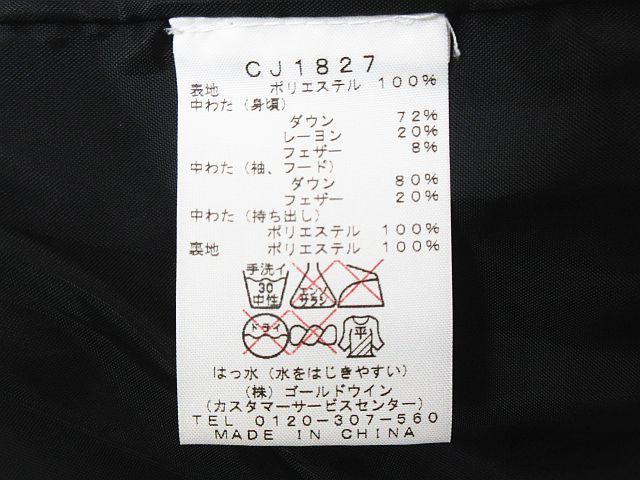 CJ1827
表地 ポリエステル 100%
中わた(身頃)
ダウン 72%
レーヨン 20%
フェザー 8%
中わた(袖、フード)
ダウン 80%
フェザー 20%
中わた(持ち出し)
ポリエステル 100%
裏地 ポリエステル 100%
手洗イ
30
中性
エンソ
サラシ
ドライ
平
はっ水(水をはじきやすい)
(株)ゴールドウイン
(カスタマーサービスセンター)
TEL 0120-307-560
MADE IN CHINA